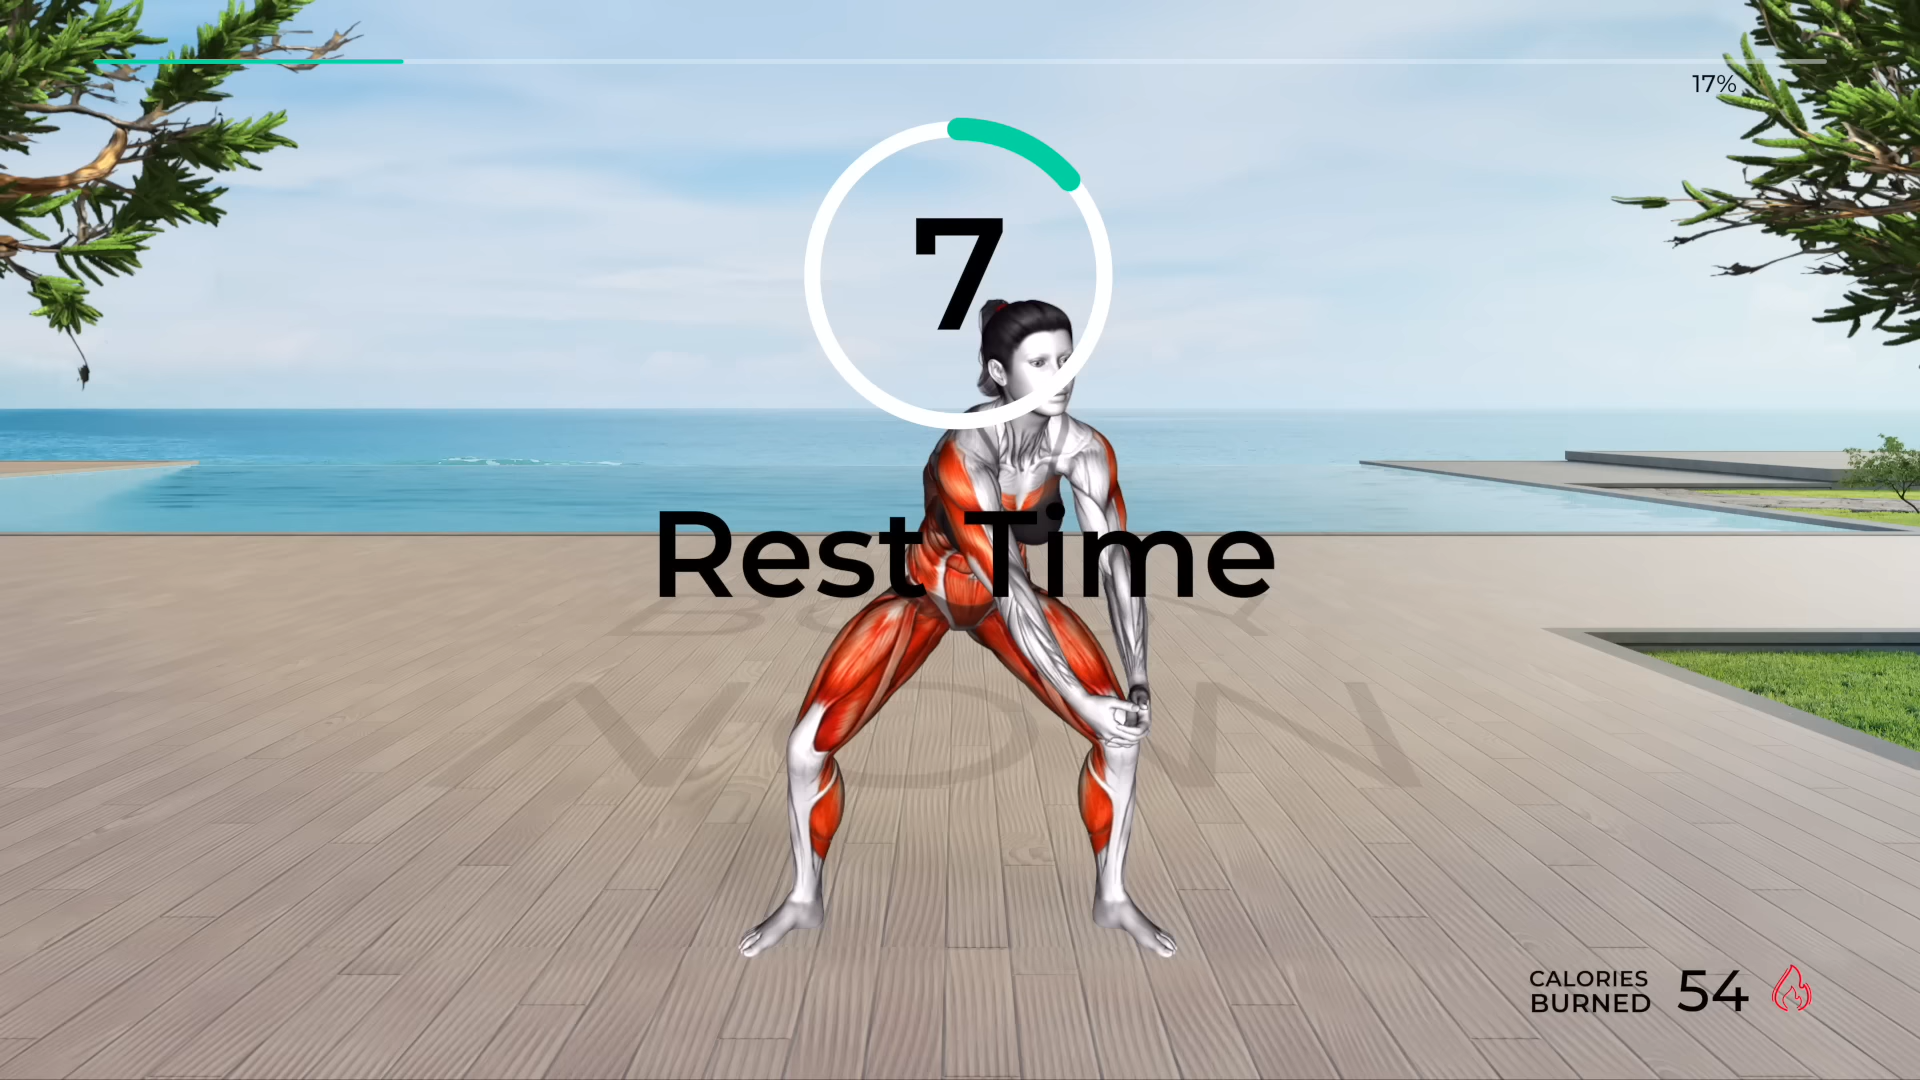 17%
7
Rest Time
CALORIES
BURNED 54